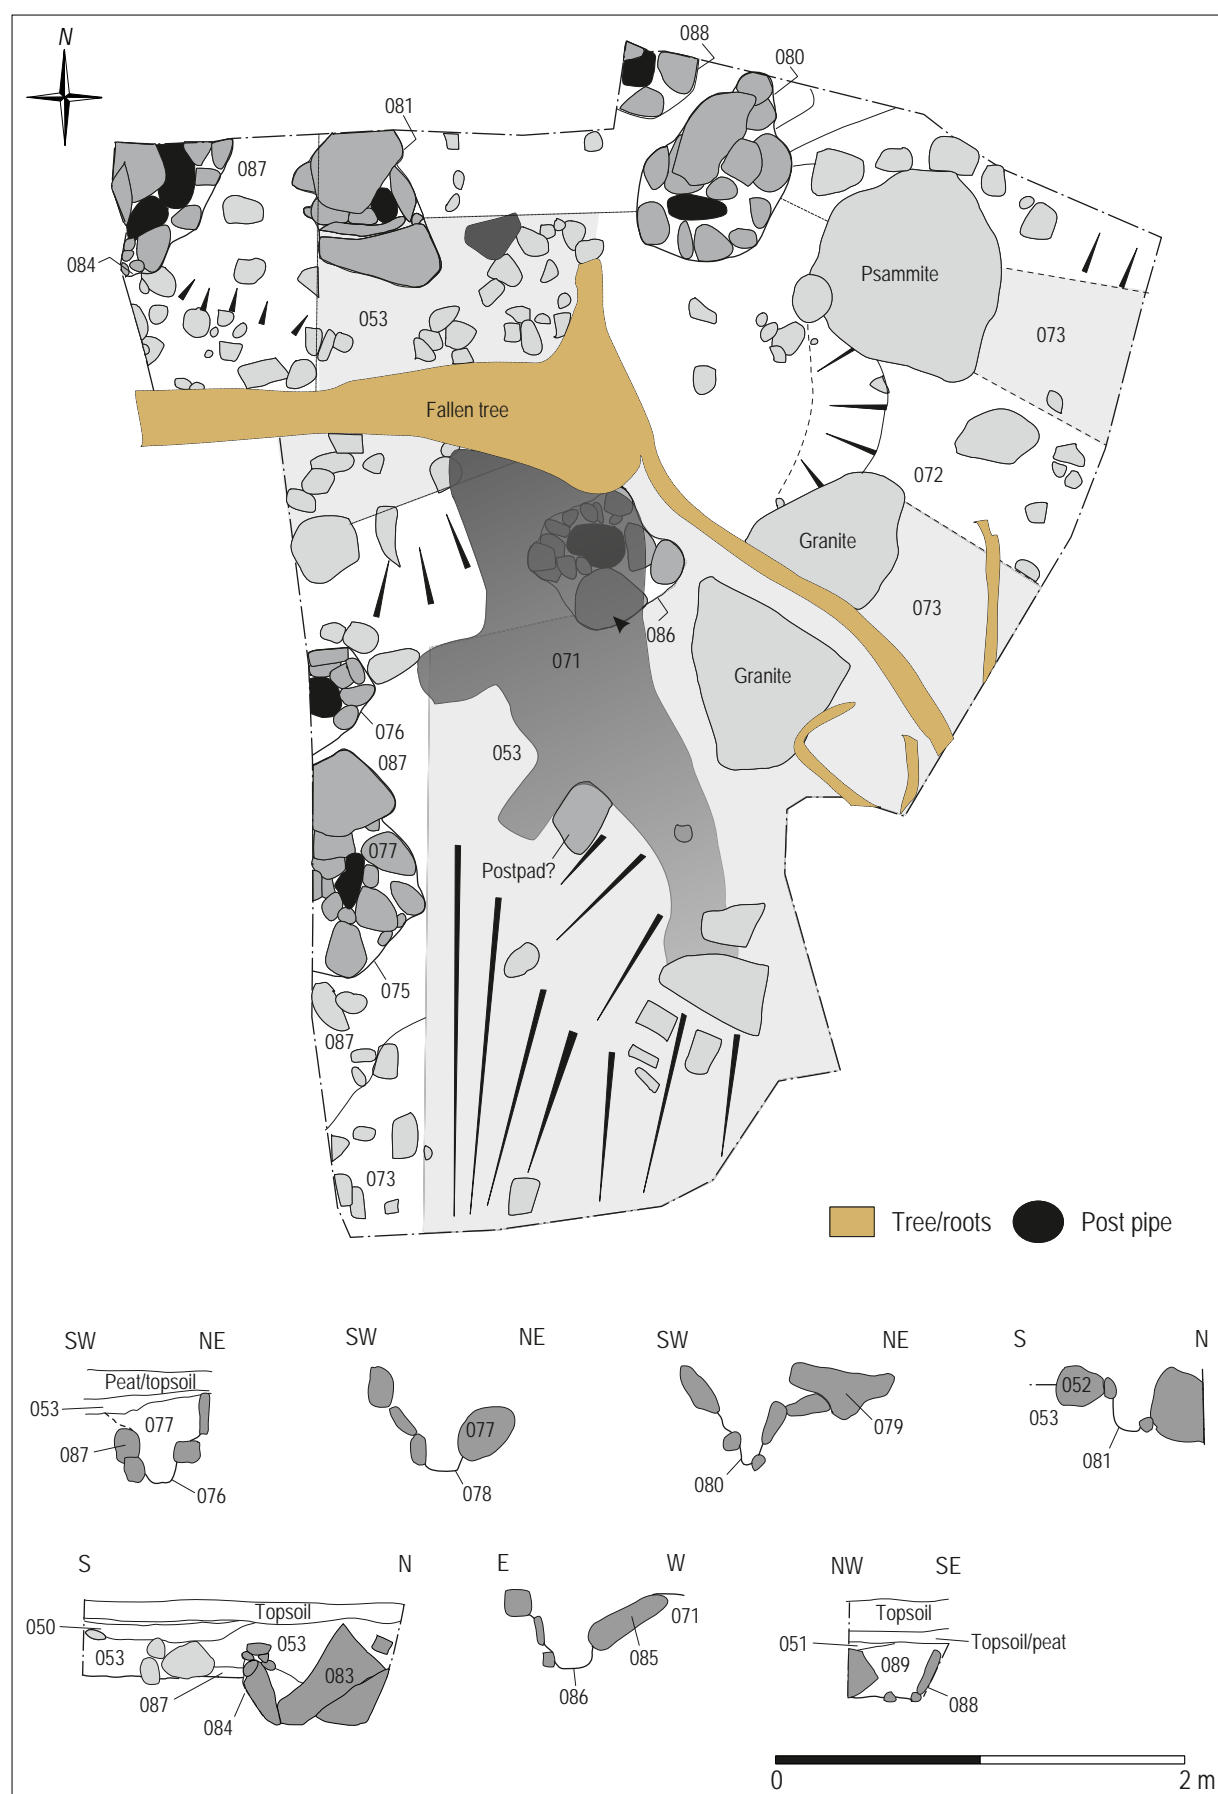 N
088
080
081
087
084
Psammite
053
073
Fallen tree
072
Granite
073
086
071
Granite
076
053
087
077
Postpad?
075
087
073
Tree/roots
Post pipe
SW NE
Peat/topsoil
053
077
087
076
SW NE
077
078
SW NE
079
080
S N
052
053
081
S N
Topsoil
050
053
053
083
087
084
E W
071
085
086
NW SE
Topsoil
051
Topsoil/peat
089
088
0 2 m